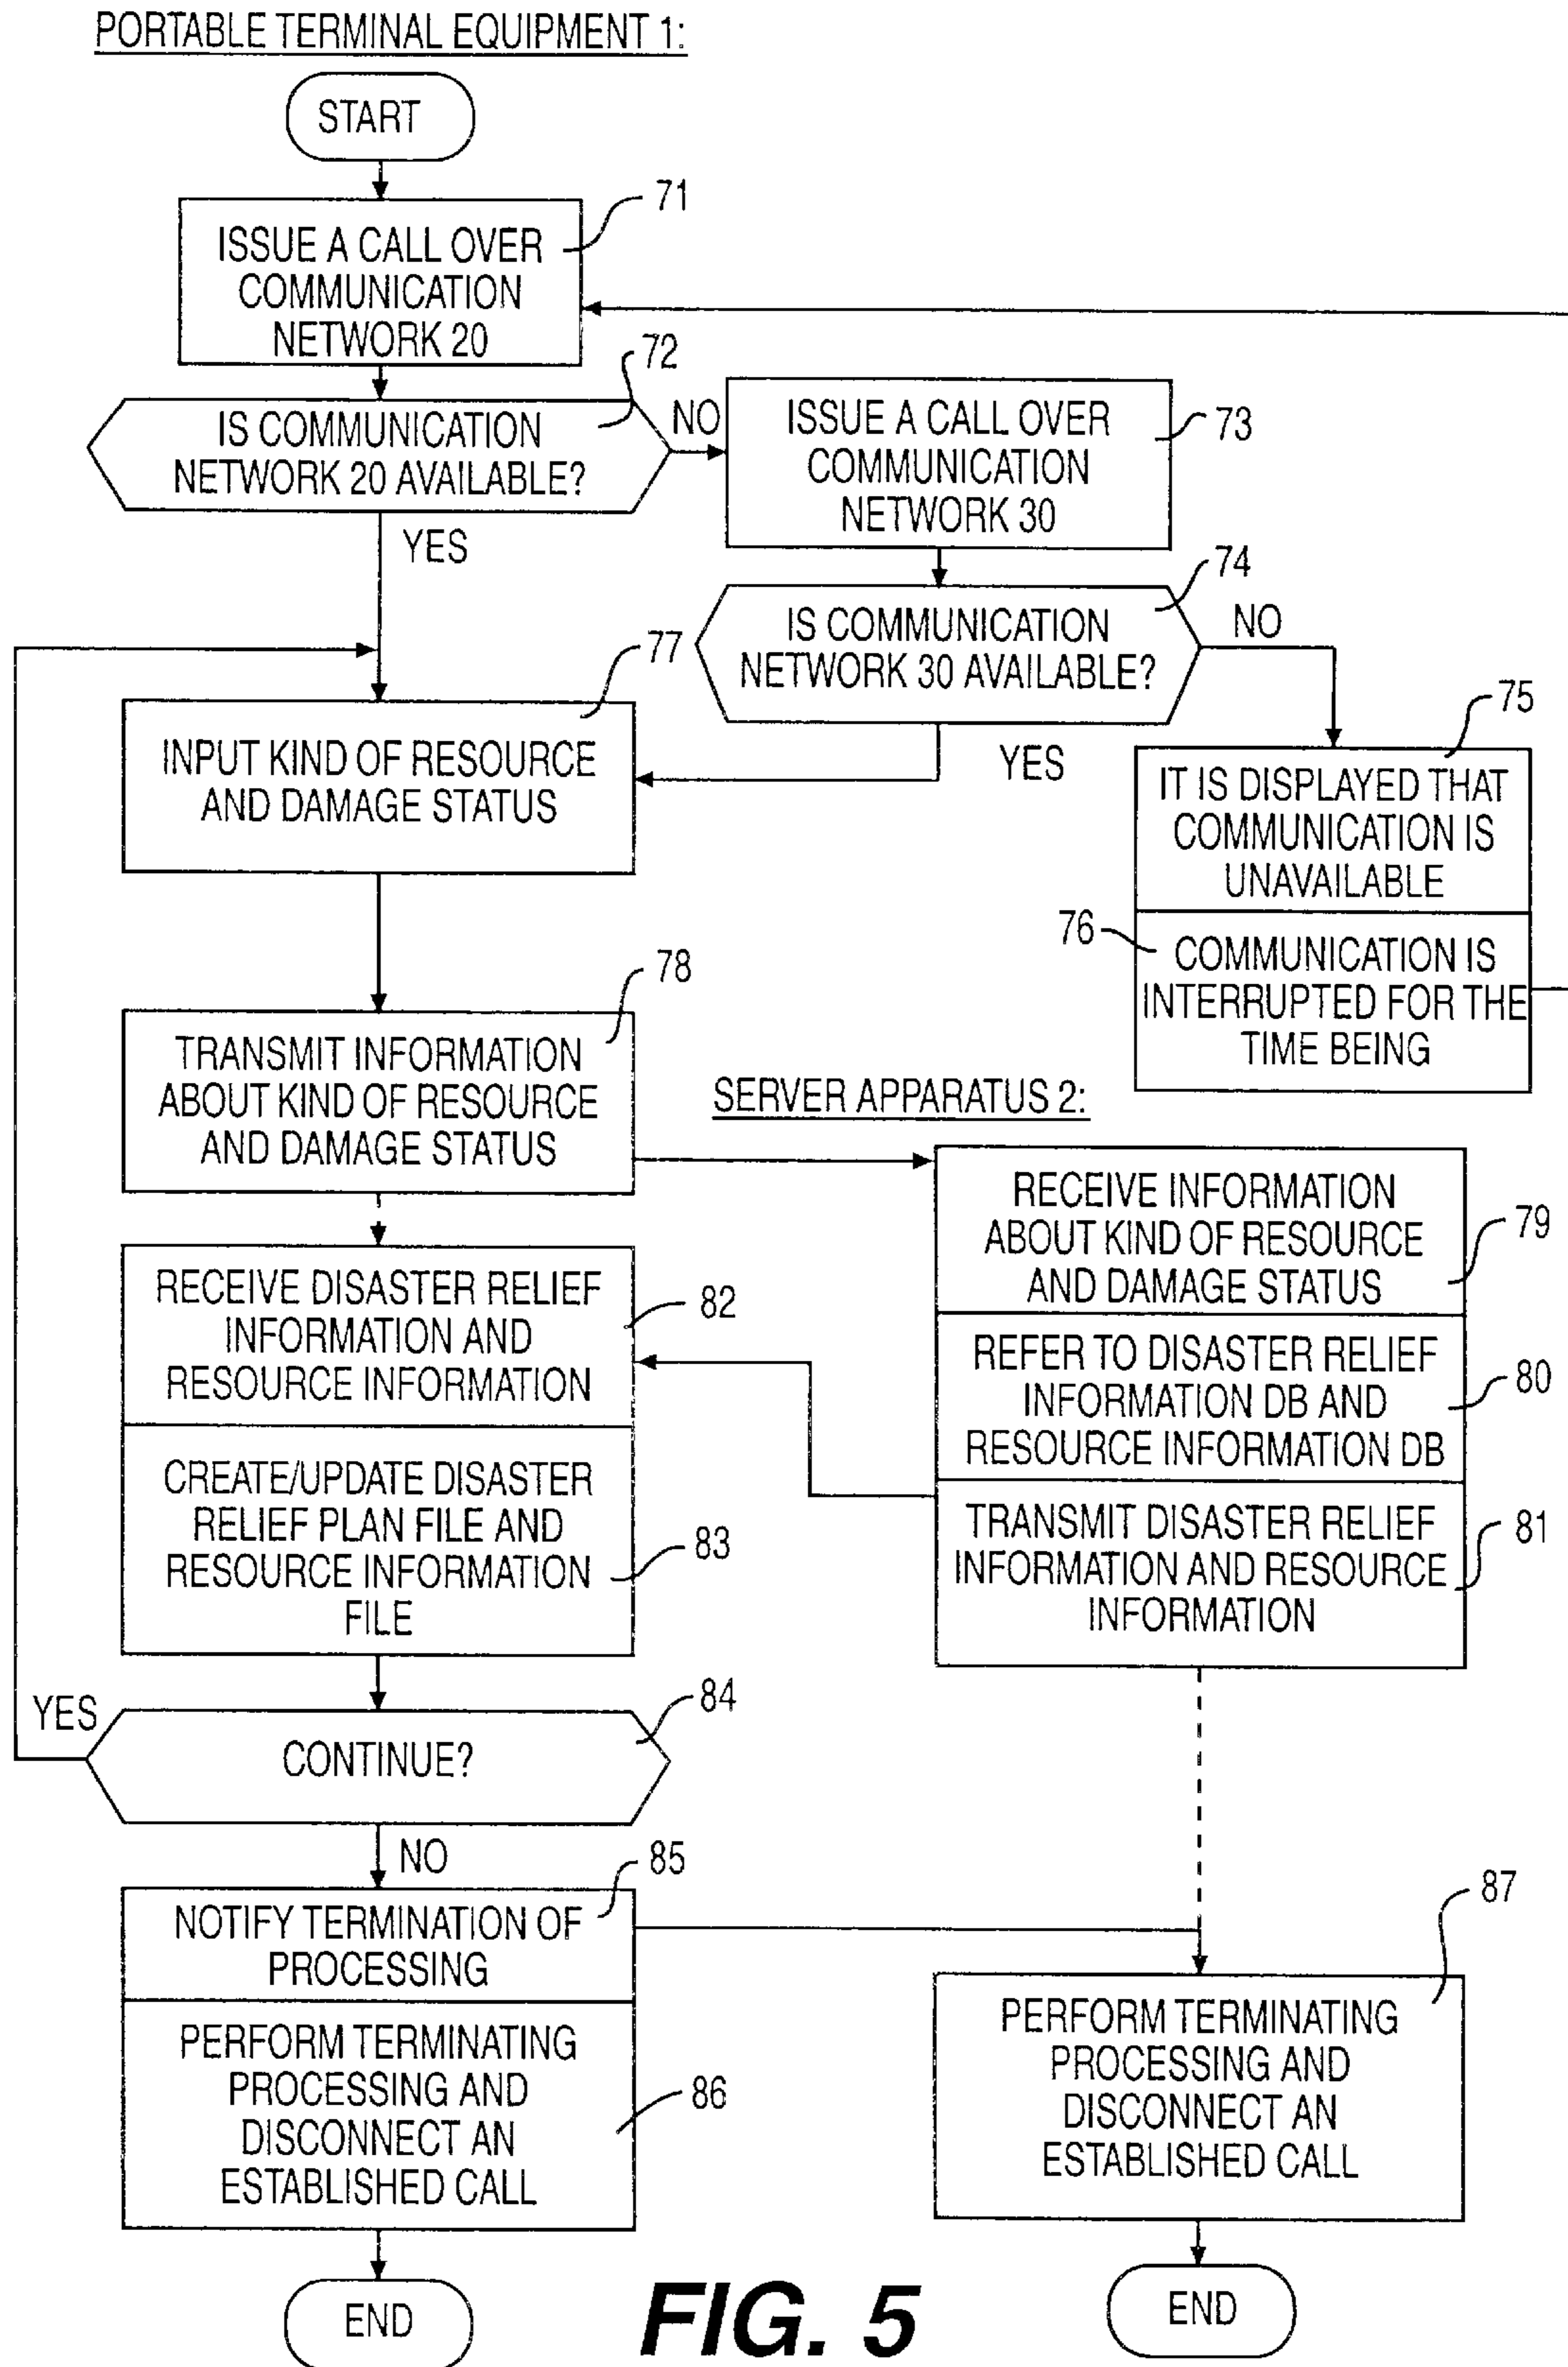 PORTABLE TERMINAL EQUIPMENT 1:
START
71
ISSUE A CALL OVER
COMMUNICATION
NETWORK 20
72
IS COMMUNICATION
NETWORK 20 AVAILABLE?
NO
YES
73
ISSUE A CALL OVER
COMMUNICATION
NETWORK 30
74
IS COMMUNICATION
NETWORK 30 AVAILABLE?
NO
YES
75
IT IS DISPLAYED THAT
COMMUNICATION IS
UNAVAILABLE
76
COMMUNICATION IS
INTERRUPTED FOR THE
TIME BEING
77
INPUT KIND OF RESOURCE
AND DAMAGE STATUS
78
TRANSMIT INFORMATION
ABOUT KIND OF RESOURCE
AND DAMAGE STATUS
SERVER APPARATUS 2:
RECEIVE INFORMATION
ABOUT KIND OF RESOURCE
AND DAMAGE STATUS
79
REFER TO DISASTER RELIEF
INFORMATION DB AND
RESOURCE INFORMATION DB
80
TRANSMIT DISASTER RELIEF
INFORMATION AND RESOURCE
INFORMATION
81
RECEIVE DISASTER RELIEF
INFORMATION AND
RESOURCE INFORMATION
82
CREATE/UPDATE DISASTER
RELIEF PLAN FILE AND
RESOURCE INFORMATION
FILE
83
YES
84
CONTINUE?
NO
85
NOTIFY TERMINATION OF
PROCESSING
PERFORM TERMINATING
PROCESSING AND
DISCONNECT AN
ESTABLISHED CALL
86
87
PERFORM TERMINATING
PROCESSING AND
DISCONNECT AN
ESTABLISHED CALL
END
END
FIG. 5